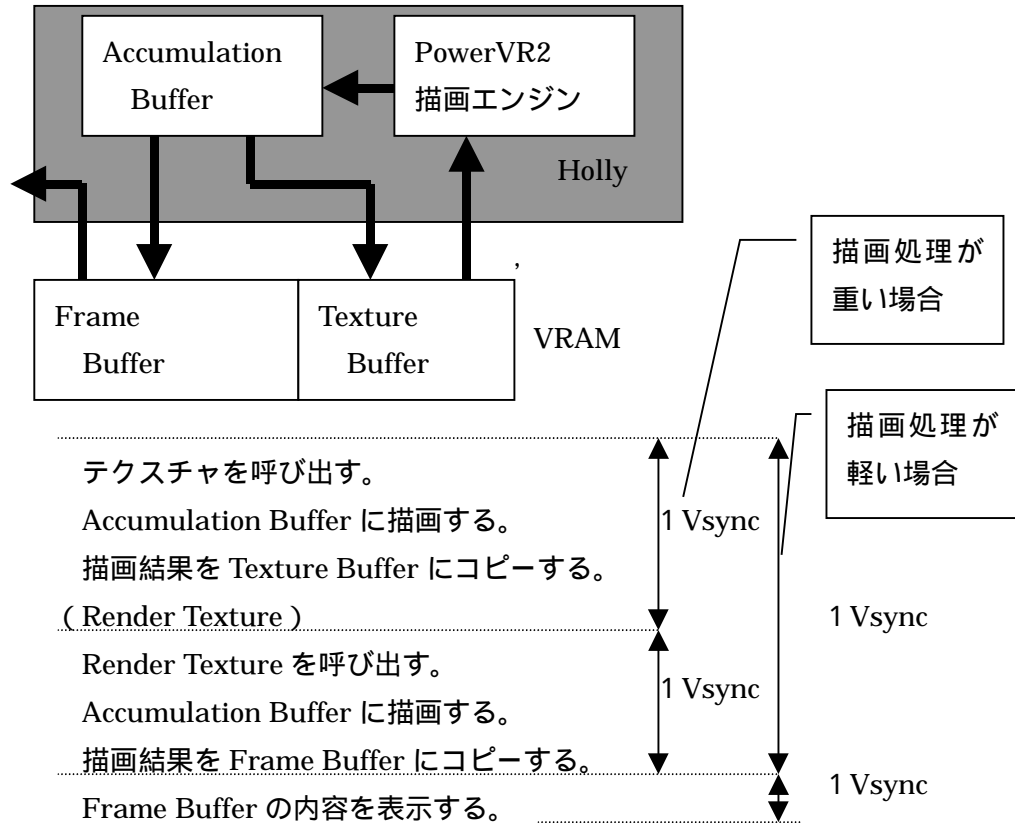 Accumulation
Buffer
PowerVR2
描画エンジン
Holly
Frame
Buffer
Texture
Buffer
,
VRAM
描画処理が
重い場合
描画処理が
軽い場合
テクスチャを呼び出す。
Accumulation Buffer に描画する。
描画結果を Texture Buffer にコピーする。
( Render Texture )
1 Vsync
1 Vsync
Render Texture を呼び出す。
Accumulation Buffer に描画する。
描画結果を Frame Buffer にコピーする。
1 Vsync
Frame Buffer の内容を表示する。
1 Vsync